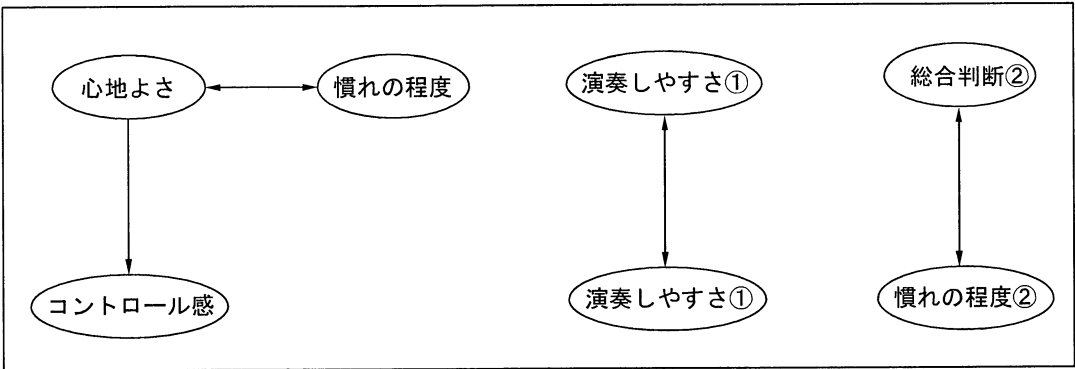 心地よさ
慣れの程度
演奏しやすさ①
総合判断②
コントロール感
演奏しやすさ①
慣れの程度②